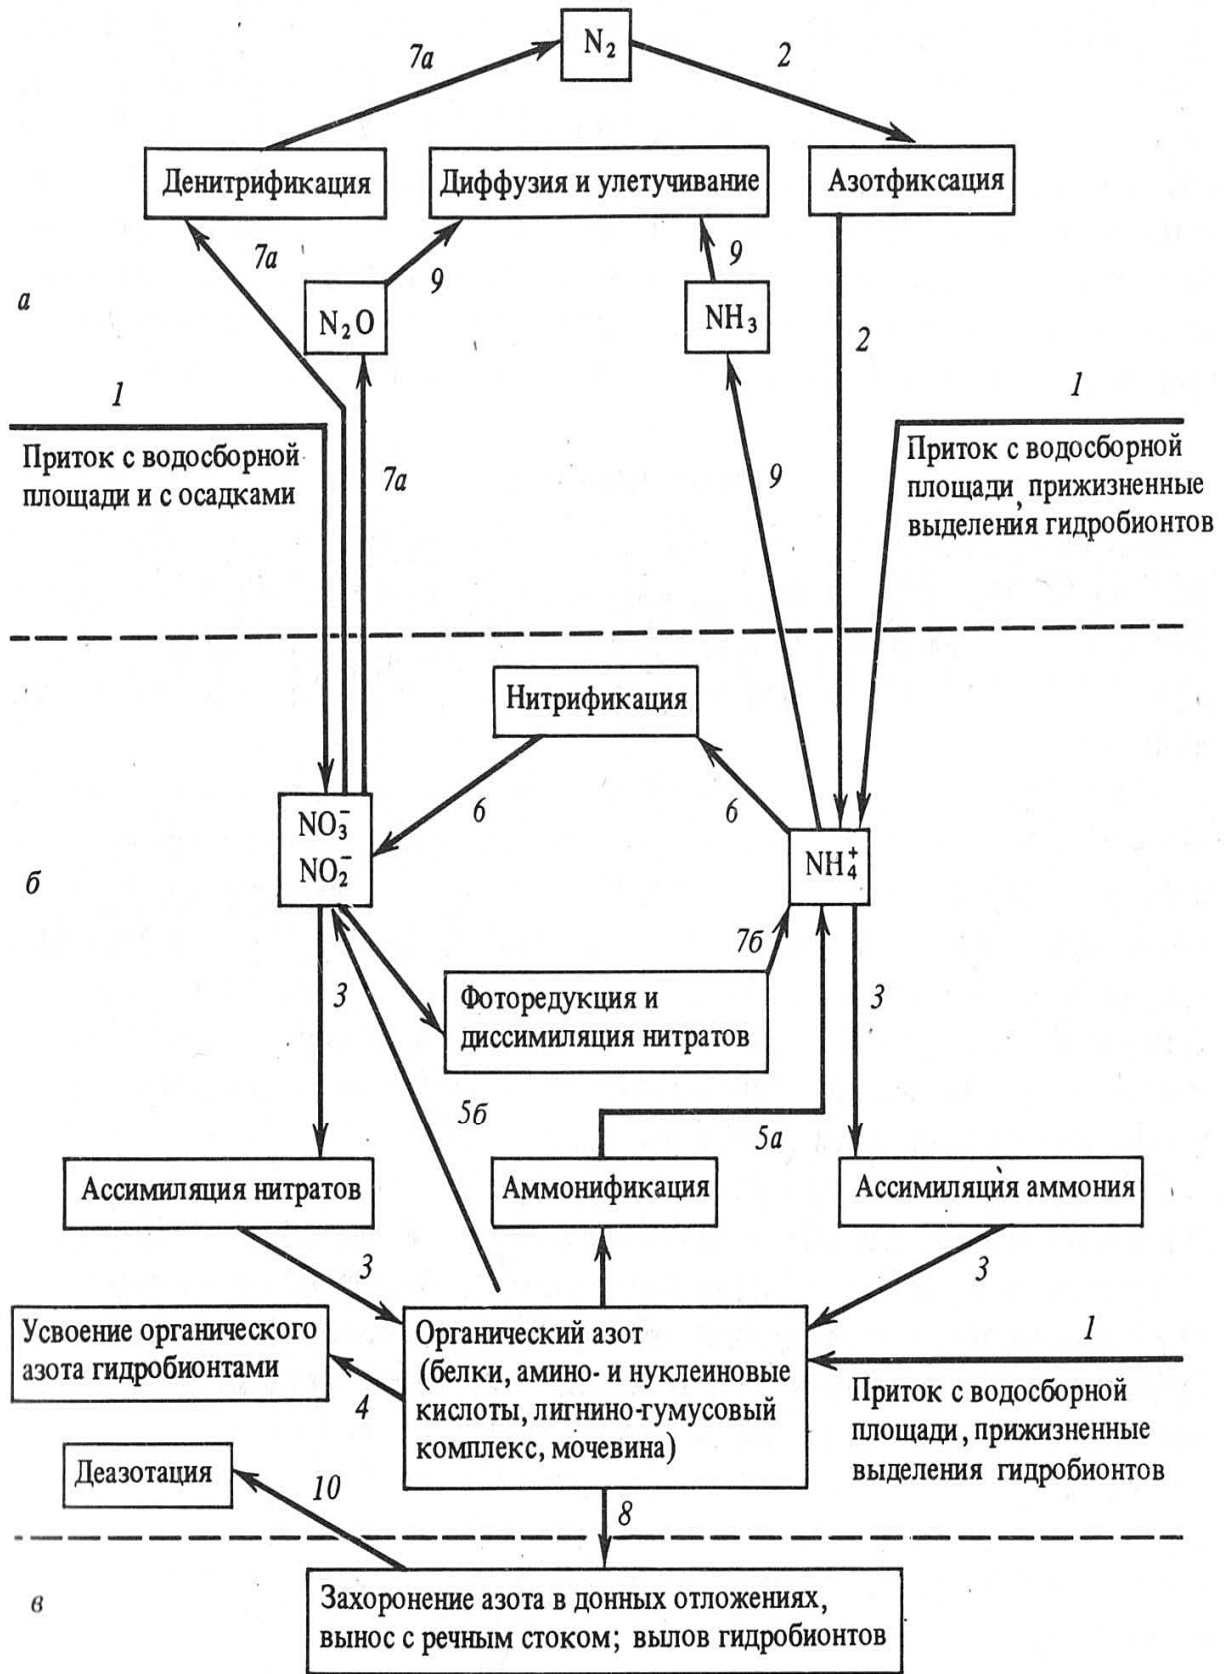 N₂
7а
2
Денитрификация
Диффузия и улетучивание
Азотфиксация
7а
9
9
а
N₂O
NH₃
2
1
1
Приток с водосборной
площади и с осадками
7а
9
Приток с водосборной
площади, прижизненные
выделения гидробионтов
Нитрификация
6
6
NO₃⁻
NO₂⁻
NH₄⁺
б
7б
3
Фоторедукция и
диссимиляция нитратов
3
5б
5а
Ассимиляция нитратов
Аммонификация
Ассимиляция аммония
3
3
Усвоение органического
азота гидробионтами
Органический азот
(белки, амино- и нуклеиновые
кислоты, лигнино-гумусовый
комплекс, мочевина)
1
4
Приток с водосборной
площади, прижизненные
выделения гидробионтов
Деазотация
10
8
в
Захоронение азота в донных отложениях,
вынос с речным стоком; вылов гидробионтов